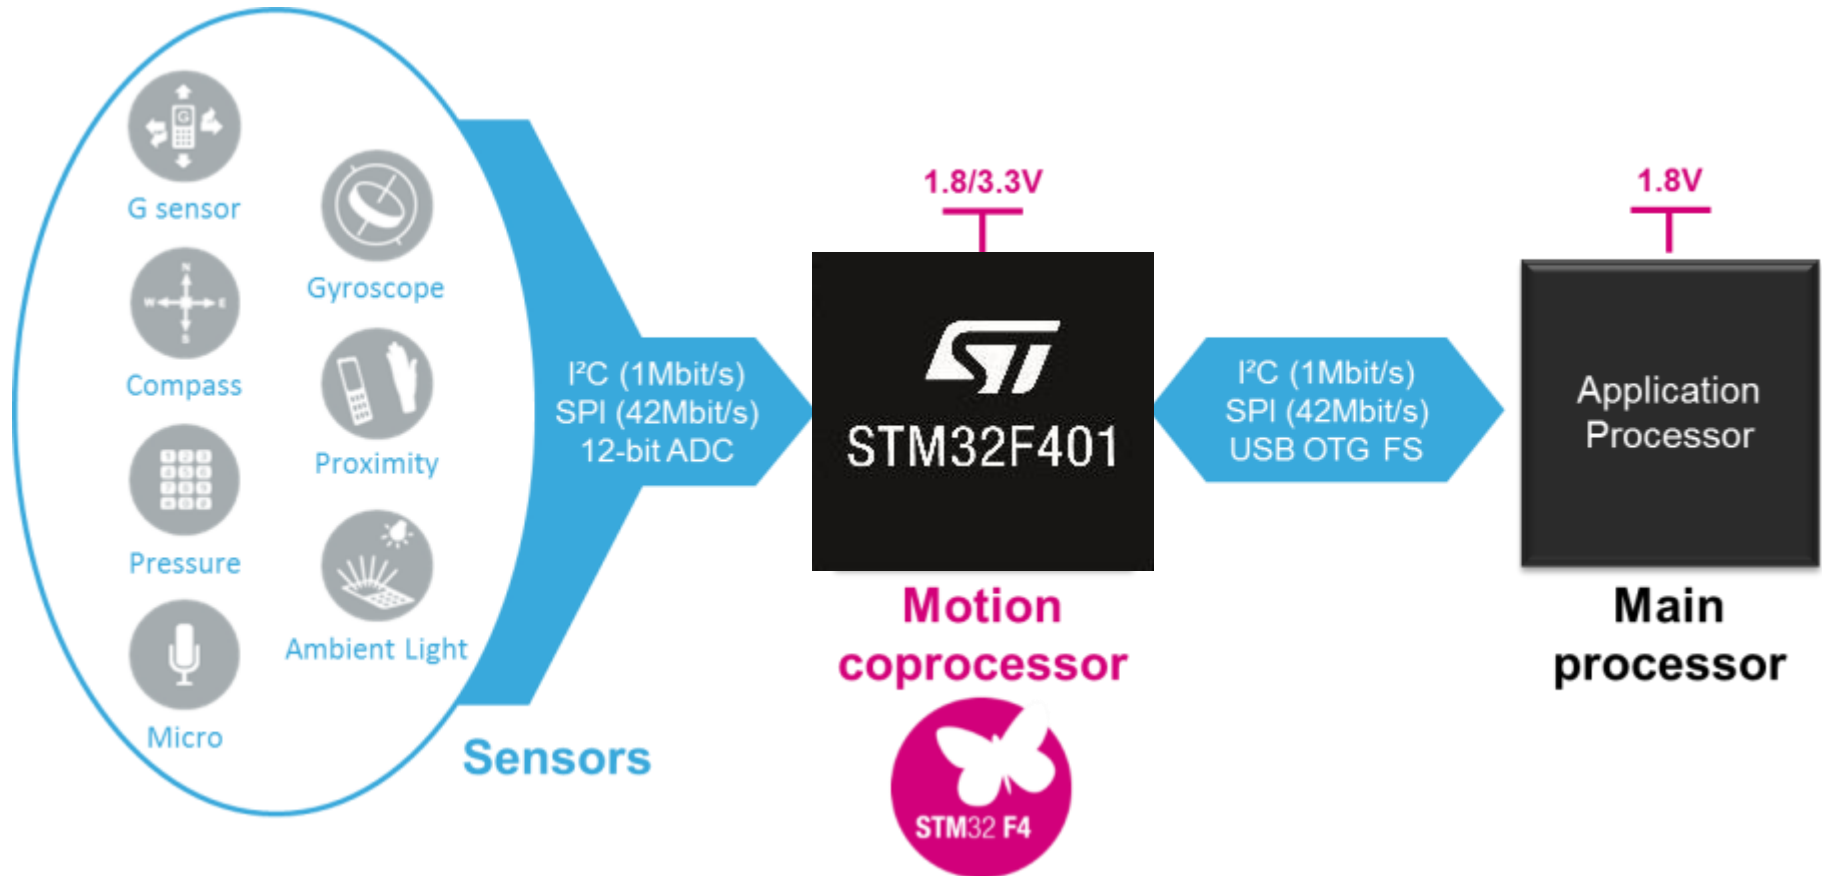 G sensor
Gyroscope
Compass
Proximity
Pressure
Ambient Light
Micro
Sensors
I²C (1Mbit/s)
SPI (42Mbit/s)
12-bit ADC
1.8/3.3V
ST
STM32F401
Motion
coprocessor
STM32 F4
I²C (1Mbit/s)
SPI (42Mbit/s)
USB OTG FS
1.8V
Application
Processor
Main
processor